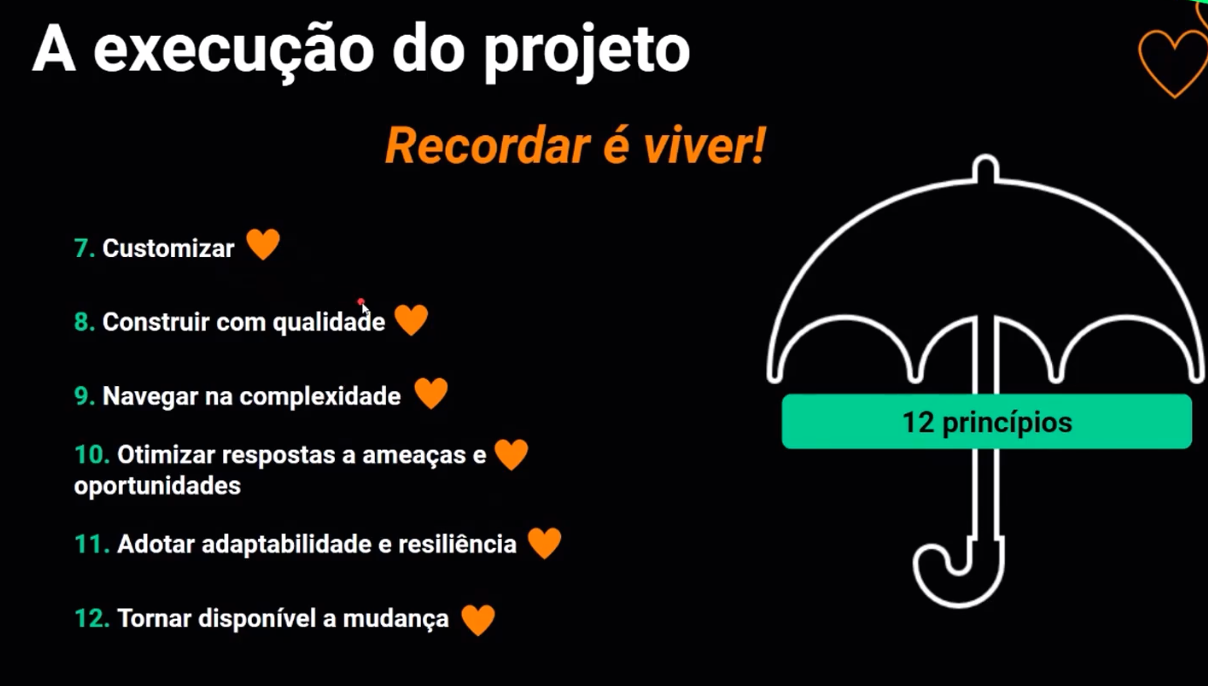 A execução do projeto
Recordar é viver!
7. Customizar
8. Construir com qualidade
9. Navegar na complexidade
10. Otimizar respostas a ameaças e
oportunidades
11. Adotar adaptabilidade e resiliência
12. Tornar disponível a mudança
12 princípios